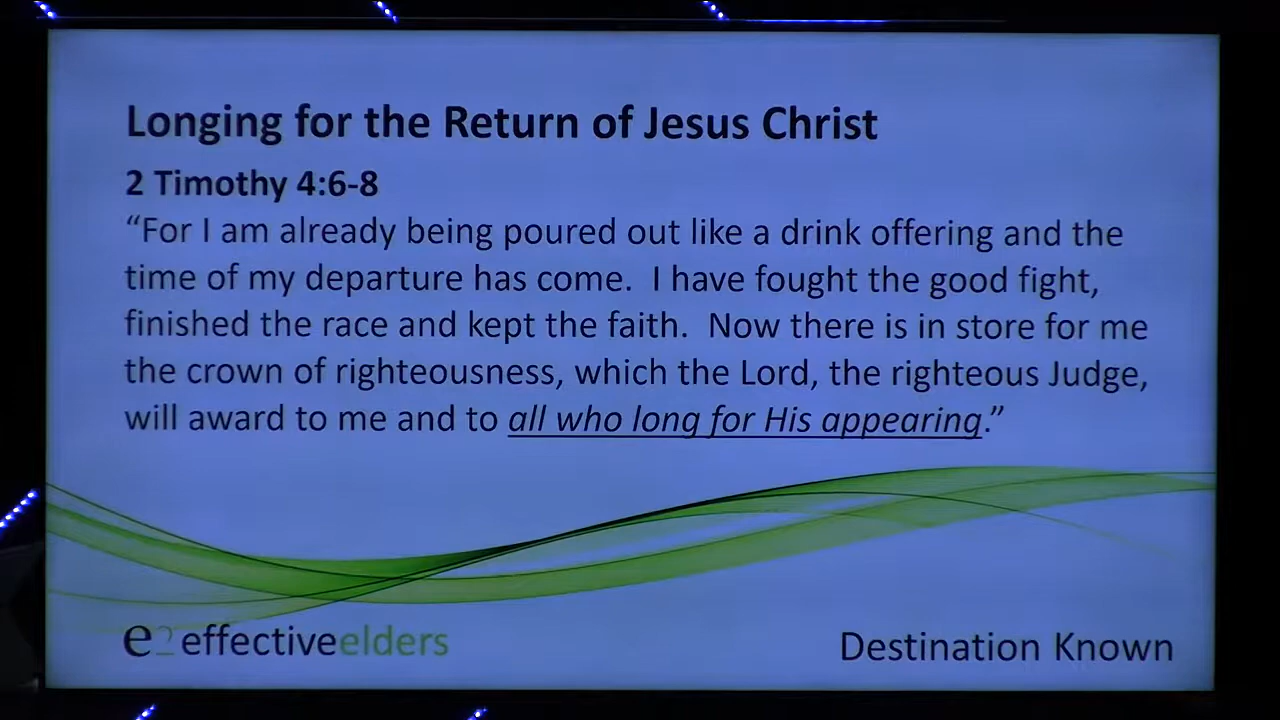 Longing for the Return of Jesus Christ
2 Timothy 4:6-8
“For I am already being poured out like a drink offering and the
time of my departure has come.  I have fought the good fight,
finished the race and kept the faith.  Now there is in store for me
the crown of righteousness, which the Lord, the righteous Judge,
will award to me and to all who long for His appearing.”
e2 effectiveelders
Destination Known